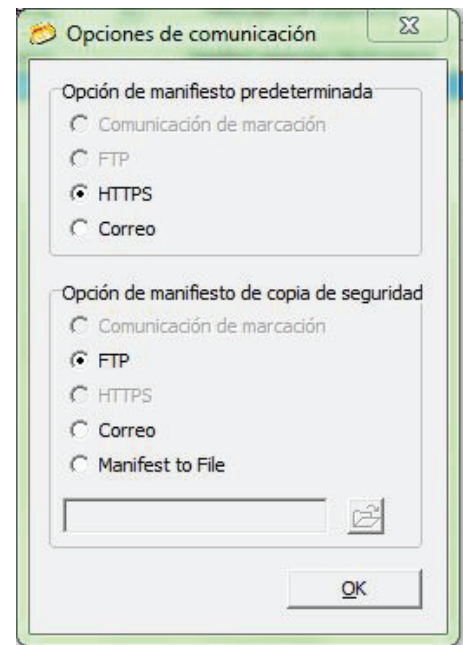 Opciones de comunicación
Opción de manifiesto predeterminada
Comunicación de marcación
FTP
HTTPS
Correo
Opción de manifiesto de copia de seguridad
Comunicación de marcación
FTP
HTTPS
Correo
Manifest to File
OK